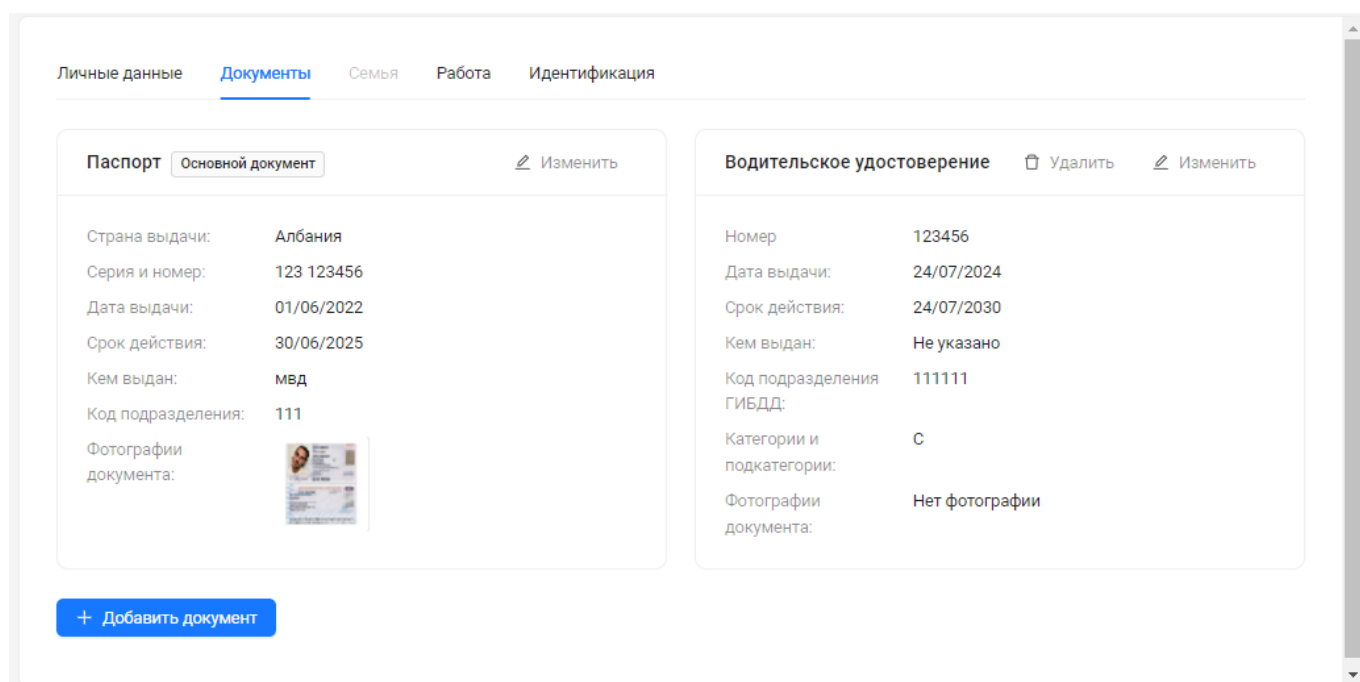 Личные данные Документы Семья Работа Идентификация
Паспорт Основной документ Изменить
Страна выдачи: Албания
Серия и номер: 123 123456
Дата выдачи: 01/06/2022
Срок действия: 30/06/2025
Кем выдан: мвд
Код подразделения: 111
Фотографии
документа:
Водительское удостоверение Удалить Изменить
Номер 123456
Дата выдачи: 24/07/2024
Срок действия: 24/07/2030
Кем выдан: Не указано
Код подразделения 111111
ГИБДД:
Категории и C
подкатегории:
Фотографии Нет фотографии
документа:
+ Добавить документ